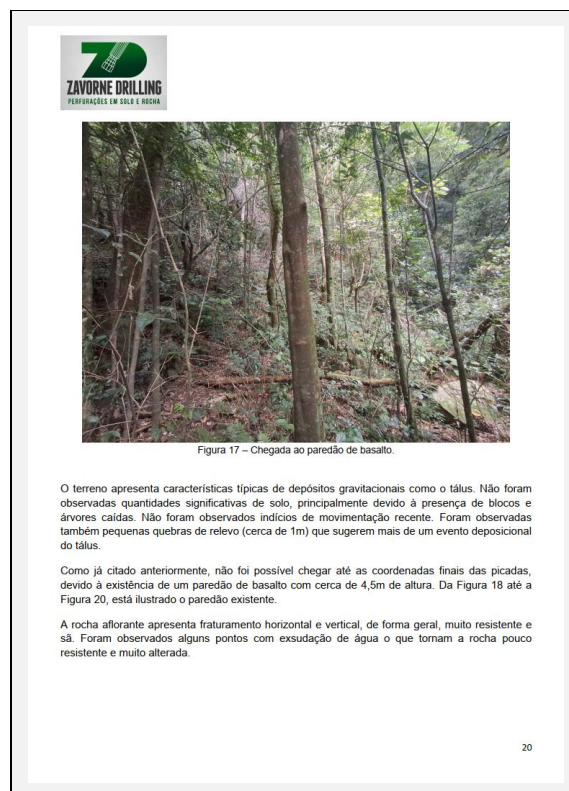 ZD
ZAVORNE DRILLING
PERFURAÇÕES EM SOLO E ROCHA
Figura 17 – Chegada ao paredão de basalto.
O terreno apresenta características típicas de depósitos gravitacionais como o tálus. Não foram
observadas quantidades significativas de solo, principalmente devido à presença de blocos e
árvores caídas. Não foram observados indícios de movimentação recente. Foram observadas
também pequenas quebras de relevo (cerca de 1m) que sugerem mais de um evento deposicional
do tálus.
Como já citado anteriormente, não foi possível chegar até as coordenadas finais das picadas,
devido à existência de um paredão de basalto com cerca de 4,5m de altura. Da Figura 18 até a
Figura 20, está ilustrado o paredão existente.
A rocha aflorante apresenta fraturamento horizontal e vertical, de forma geral, muito resistente e
sã. Foram observados alguns pontos com exsudação de água o que tornam a rocha pouco
resistente e muito alterada.
20